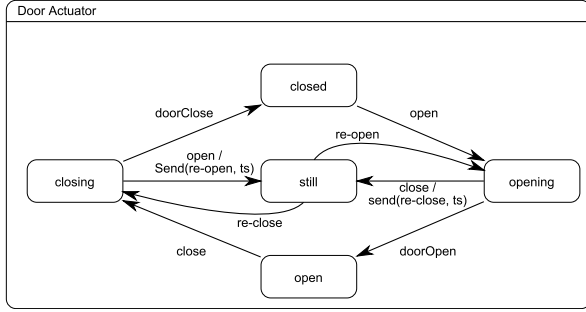 Door Actuator
closed
doorClose
open
re-open
open /
Send(re-open, ts)
closing
still
opening
close /
send(re-close, ts)
re-close
close
doorOpen
open